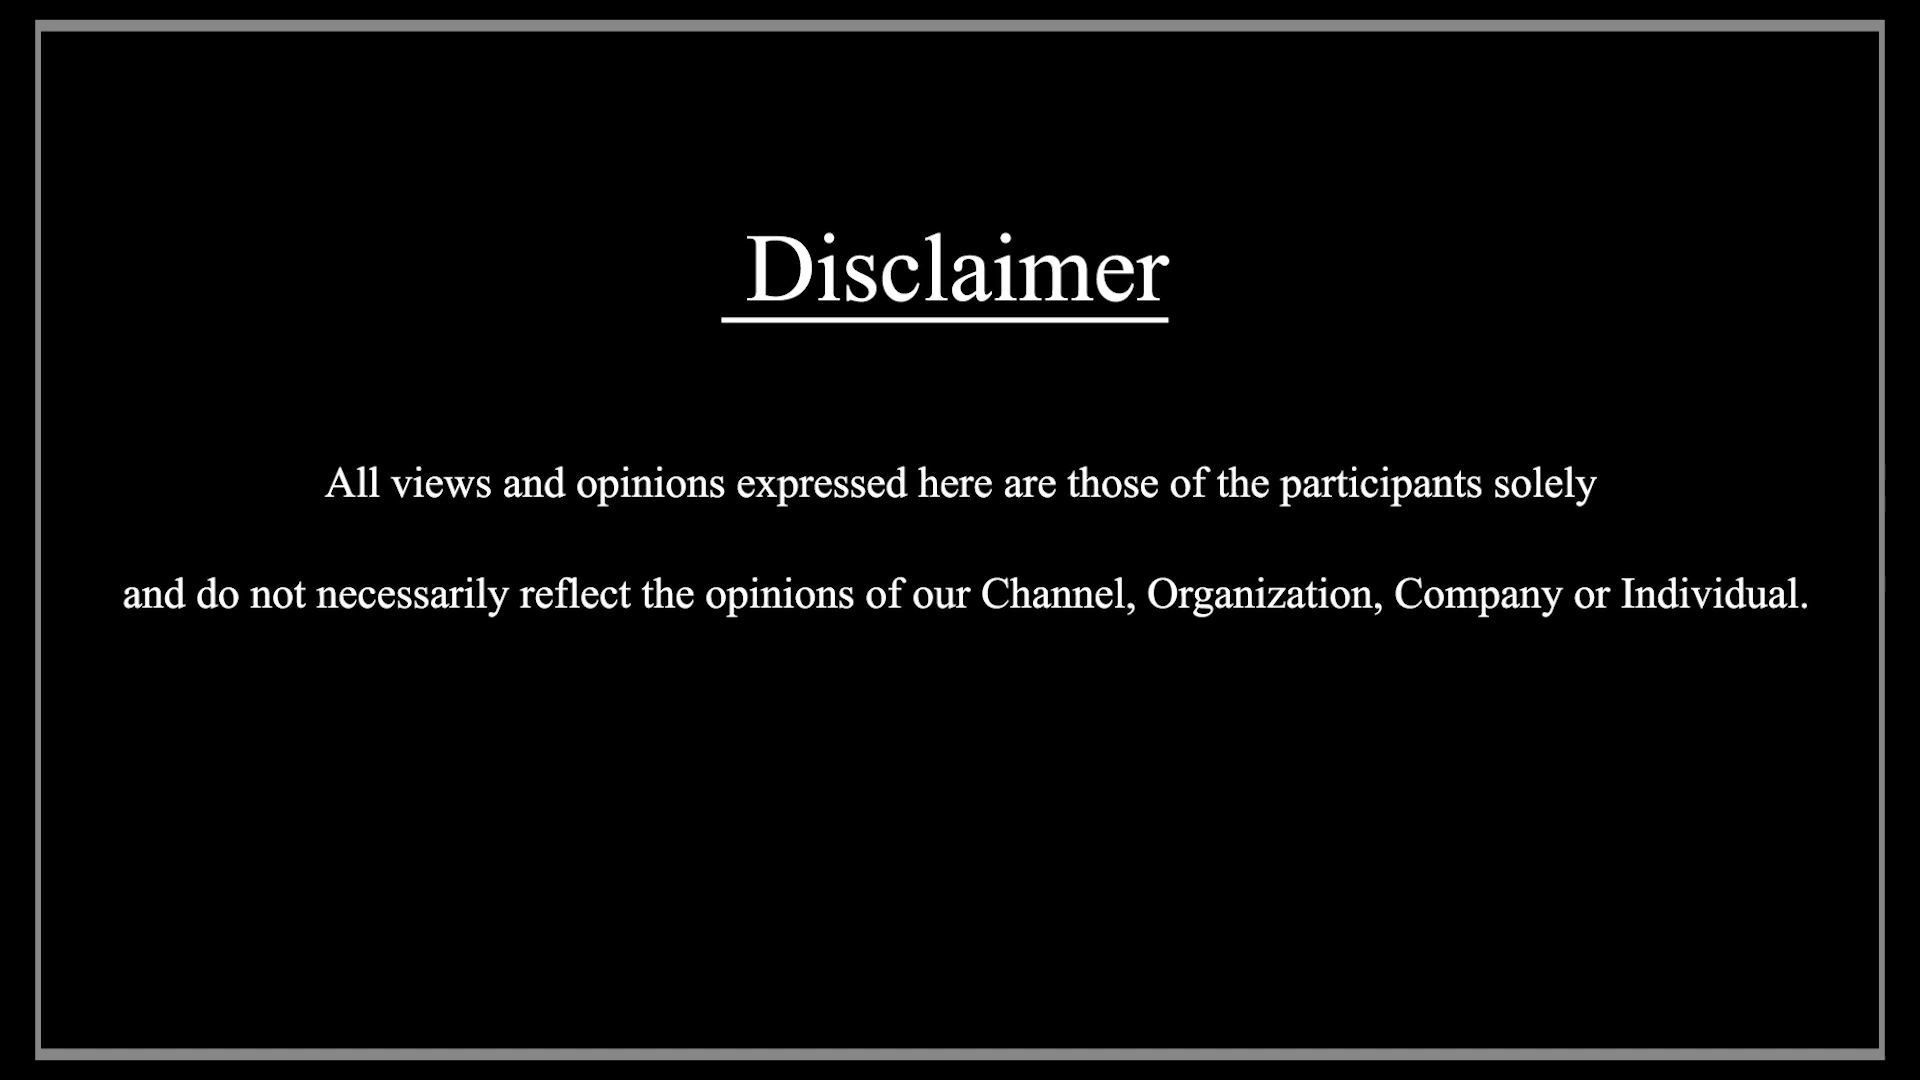 Disclaimer
All views and opinions expressed here are those of the participants solely
and do not necessarily reflect the opinions of our Channel, Organization, Company or Individual.